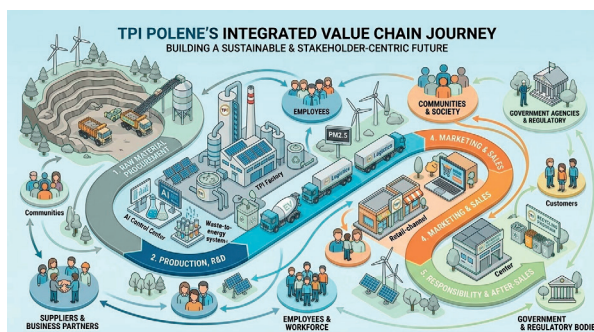 TPI POLENE'S INTEGRATED VALUE CHAIN JOURNEY
BUILDING A SUSTAINABLE & STAKEHOLDER-CENTRIC FUTURE
EMPLOYEES
COMMUNITIES
& SOCIETY
GOVERNMENT AGENCIES
& REGULATORY
PM2.5
1. RAW MATERIAL
PROCUREMENT
TPI
TPI Factory
Logistics
4. MARKETING & SALES
Communities
AI
AI Control Center
Waste-to-
energy systems
Retail-channel
4. MARKETING & SALES
Customers
2. PRODUCTION, R&D
Center
5. RESPONSIBILITY & AFTER-SALES
SUPPLIERS &
BUSINESS PARTNERS
EMPLOYEES &
WORKFORCE
GOVERNMENT
& REGULATORY BODIE